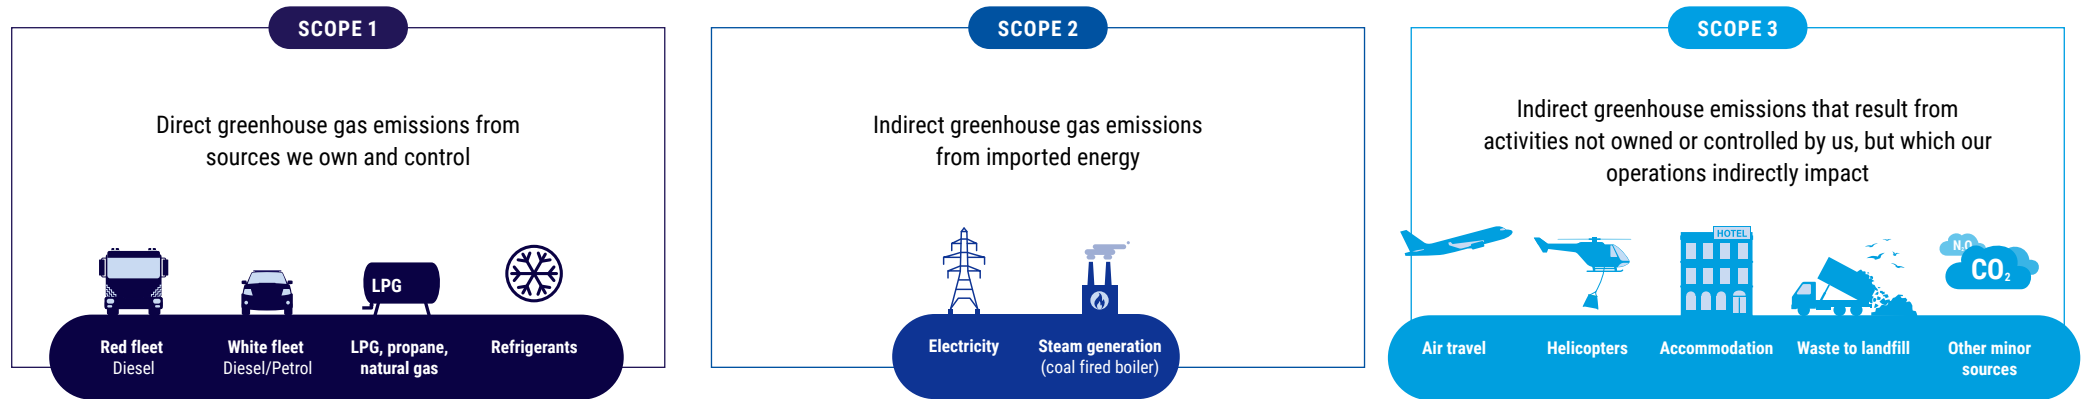 SCOPE 1
Direct greenhouse gas emissions from
sources we own and control
LPG
Red fleet
Diesel
White fleet
Diesel/Petrol
LPG, propane,
natural gas
Refrigerants
SCOPE 2
Indirect greenhouse gas emissions
from imported energy
Electricity
Steam generation
(coal fired boiler)
SCOPE 3
Indirect greenhouse emissions that result from
activities not owned or controlled by us, but which our
operations indirectly impact
HOTEL
N₂O
CO₂
Air travel
Helicopters
Accommodation
Waste to landfill
Other minor
sources